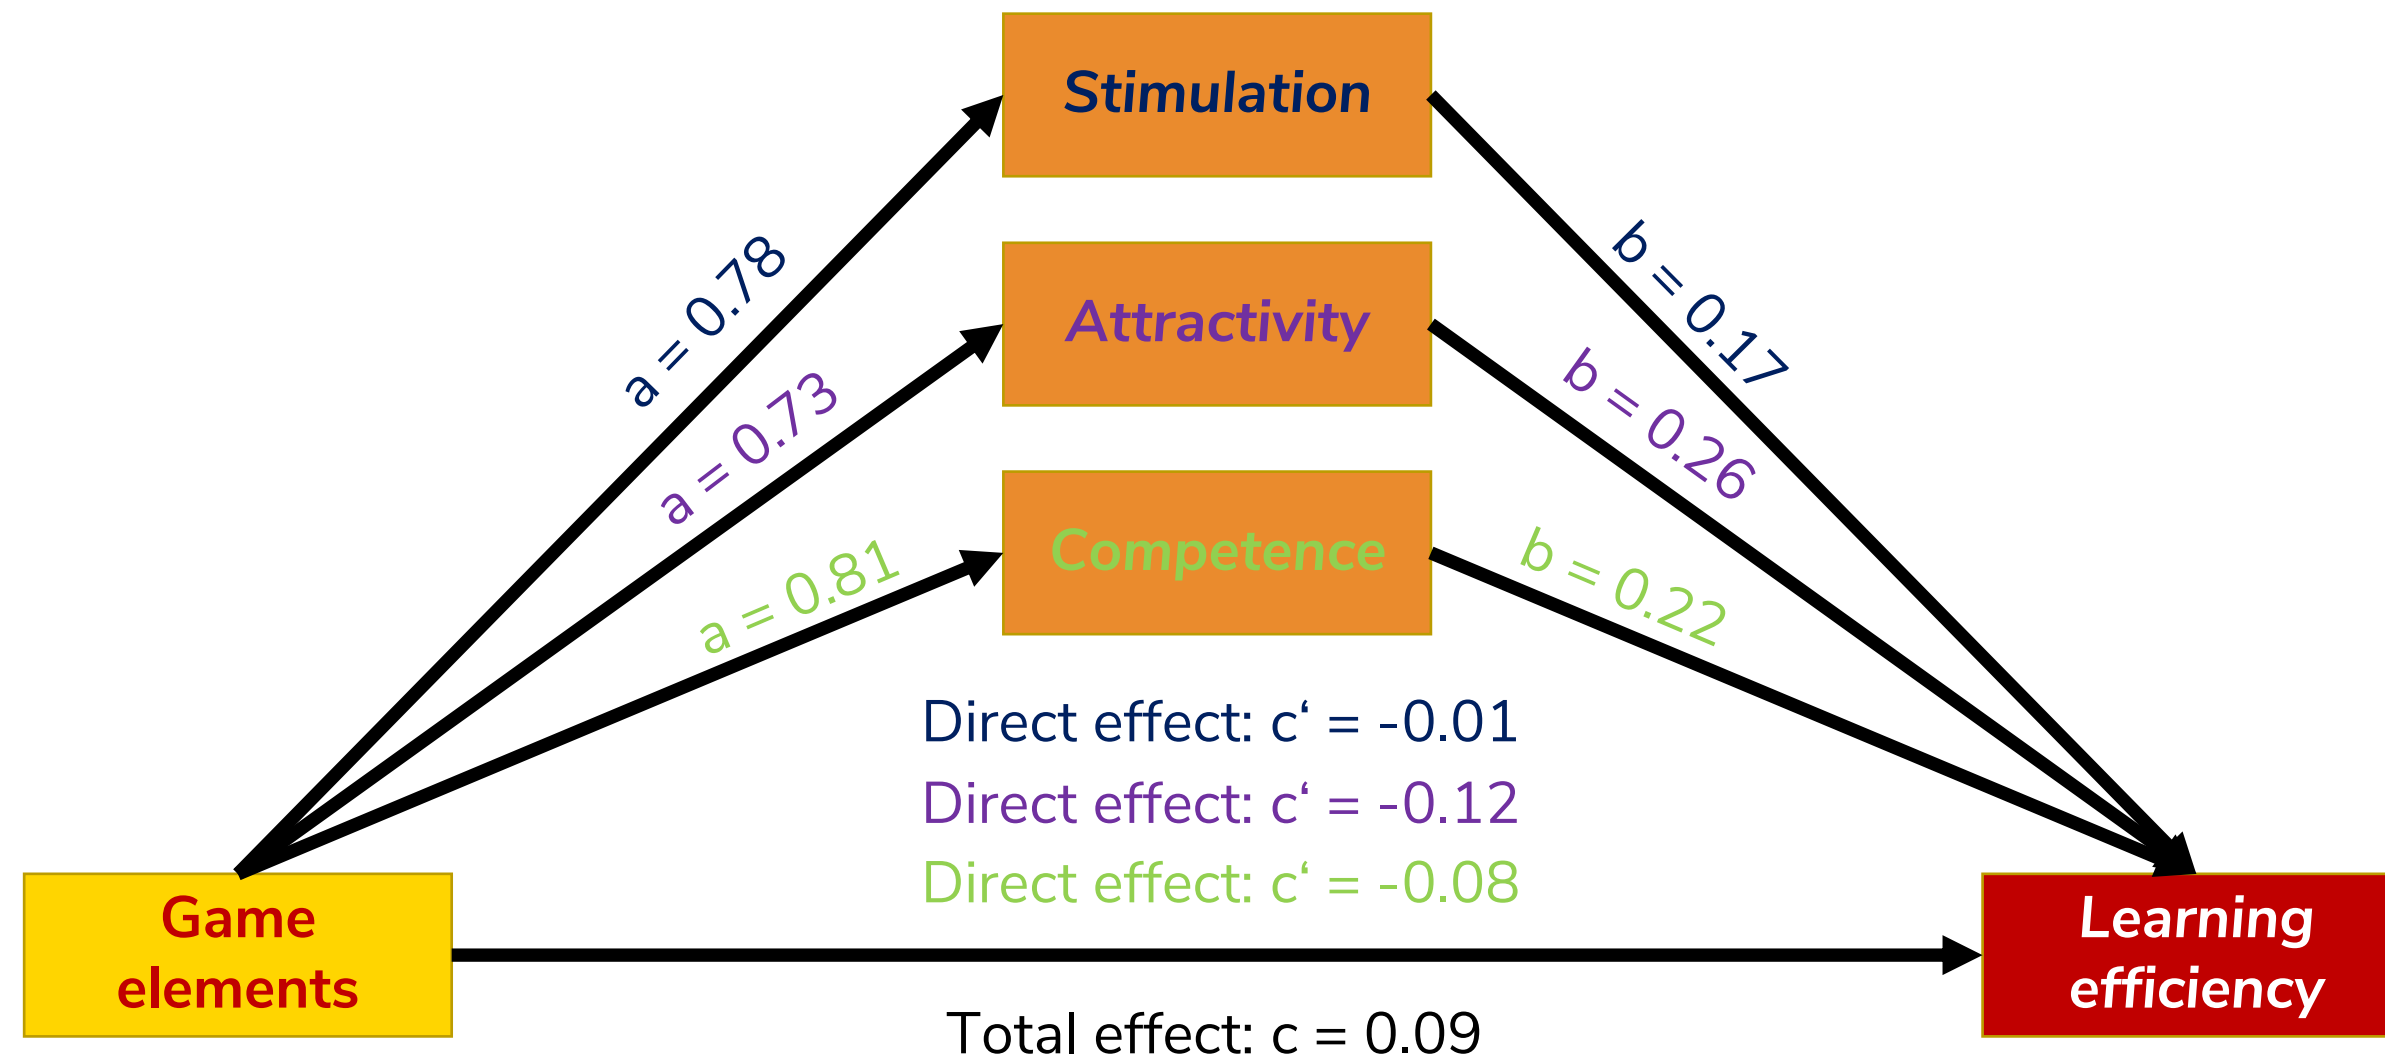 Stimulation
a = 0.78
b = 0.17
Attractivity
a = 0.73
b = 0.26
Competence
a = 0.81
b = 0.22
Direct effect: c‘ = -0.01
Direct effect: c‘ = -0.12
Direct effect: c‘ = -0.08
Game
elements
Learning
efficiency
Total effect: c = 0.09